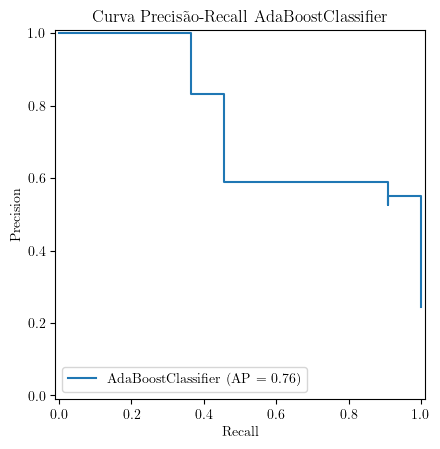 Curva Precisão-Recall AdaBoostClassifier
1.0
0.8
0.6
0.4
0.2
0.0
Precision
AdaBoostClassifier (AP = 0.76)
0.0 0.2 0.4 0.6 0.8 1.0
Recall